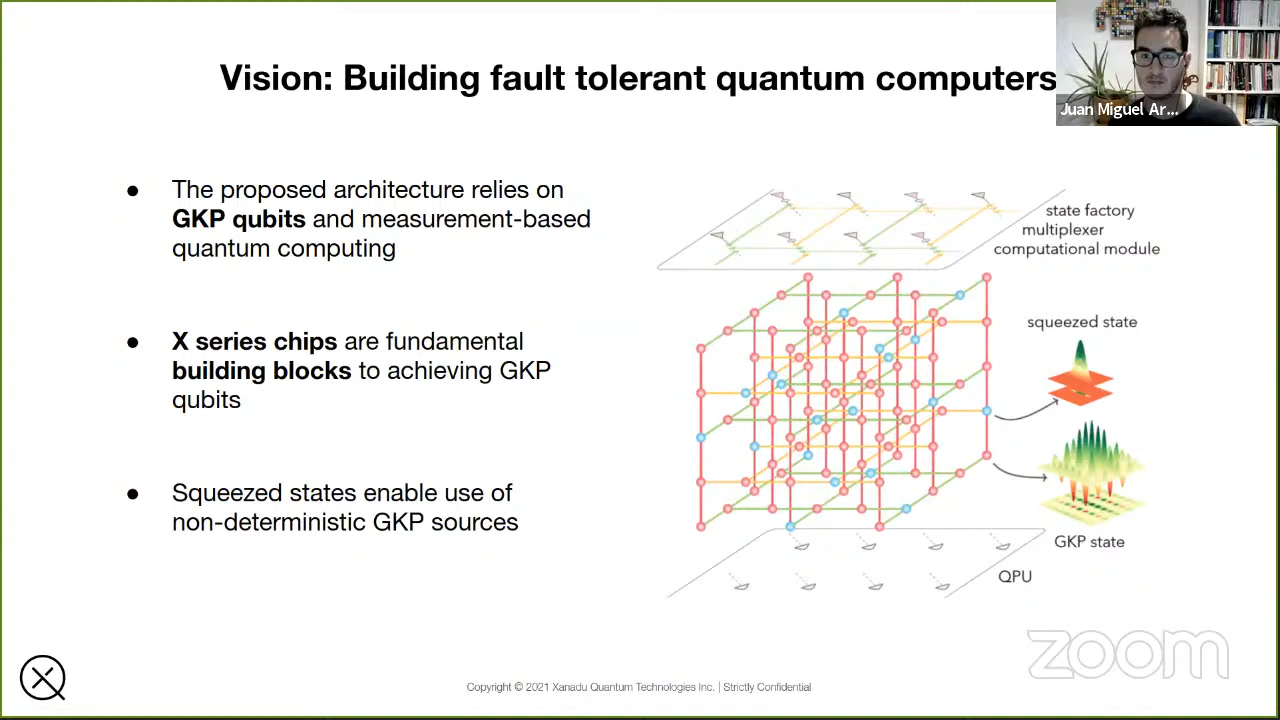 Vision: Building fault tolerant quantum computers
Juan Miguel Ar...
● The proposed architecture relies on
GKP qubits and measurement-based
quantum computing
● X series chips are fundamental
building blocks to achieving GKP
qubits
● Squeezed states enable use of
non-deterministic GKP sources
state factory
multiplexer
computational module
squeezed state
GKP state
QPU
zoom
Copyright © 2021 Xanadu Quantum Technologies Inc. | Strictly Confidential